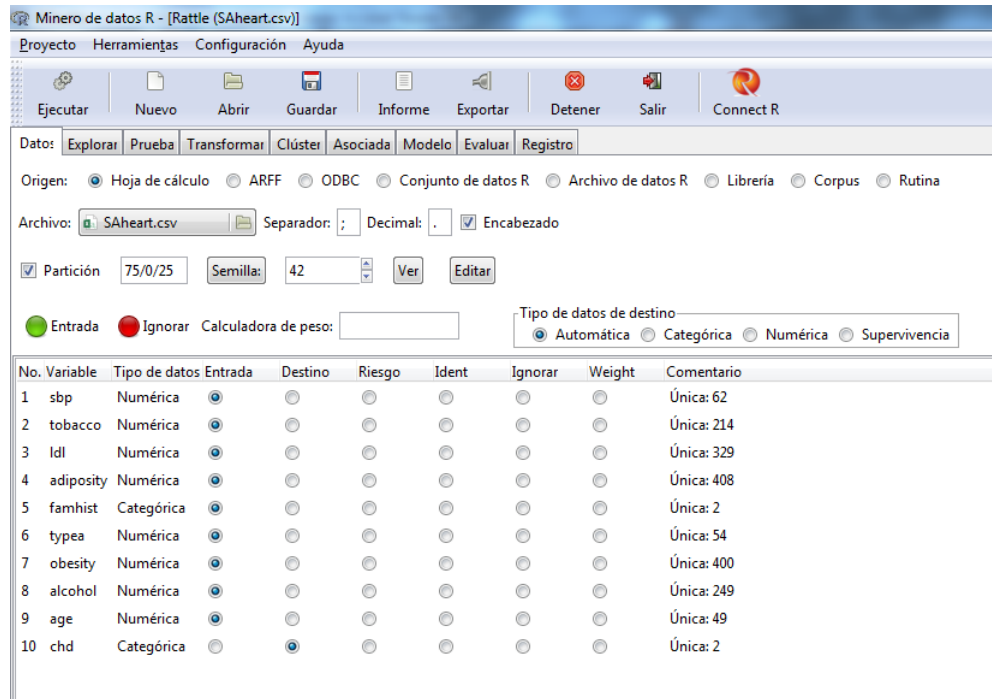 Minero de datos R - [Rattle (SAheart.csv)]
Proyecto Herramientas Configuración Ayuda
Ejecutar Nuevo Abrir Guardar Informe Exportar Detener Salir Connect R
Datos Explorar Prueba Transformar Clúster Asociada Modelo Evaluar Registro
Origen: Hoja de cálculo ARFF ODBC Conjunto de datos R Archivo de datos R Librería Corpus Rutina
Archivo: SAheart.csv Separador: ; Decimal: . Encabezado
Partición 75/0/25 Semilla: 42 Ver Editar
Tipo de datos de destino
Entrada Ignorar Calculadora de peso: Automática Categórica Numérica Supervivencia
No. Variable Tipo de datos Entrada Destino Riesgo Ident Ignorar Weight Comentario
1 sbp Numérica Única: 62
2 tobacco Numérica Única: 214
3 ldl Numérica Única: 329
4 adiposity Numérica Única: 408
5 famhist Categórica Única: 2
6 typea Numérica Única: 54
7 obesity Numérica Única: 400
8 alcohol Numérica Única: 249
9 age Numérica Única: 49
10 chd Categórica Única: 2